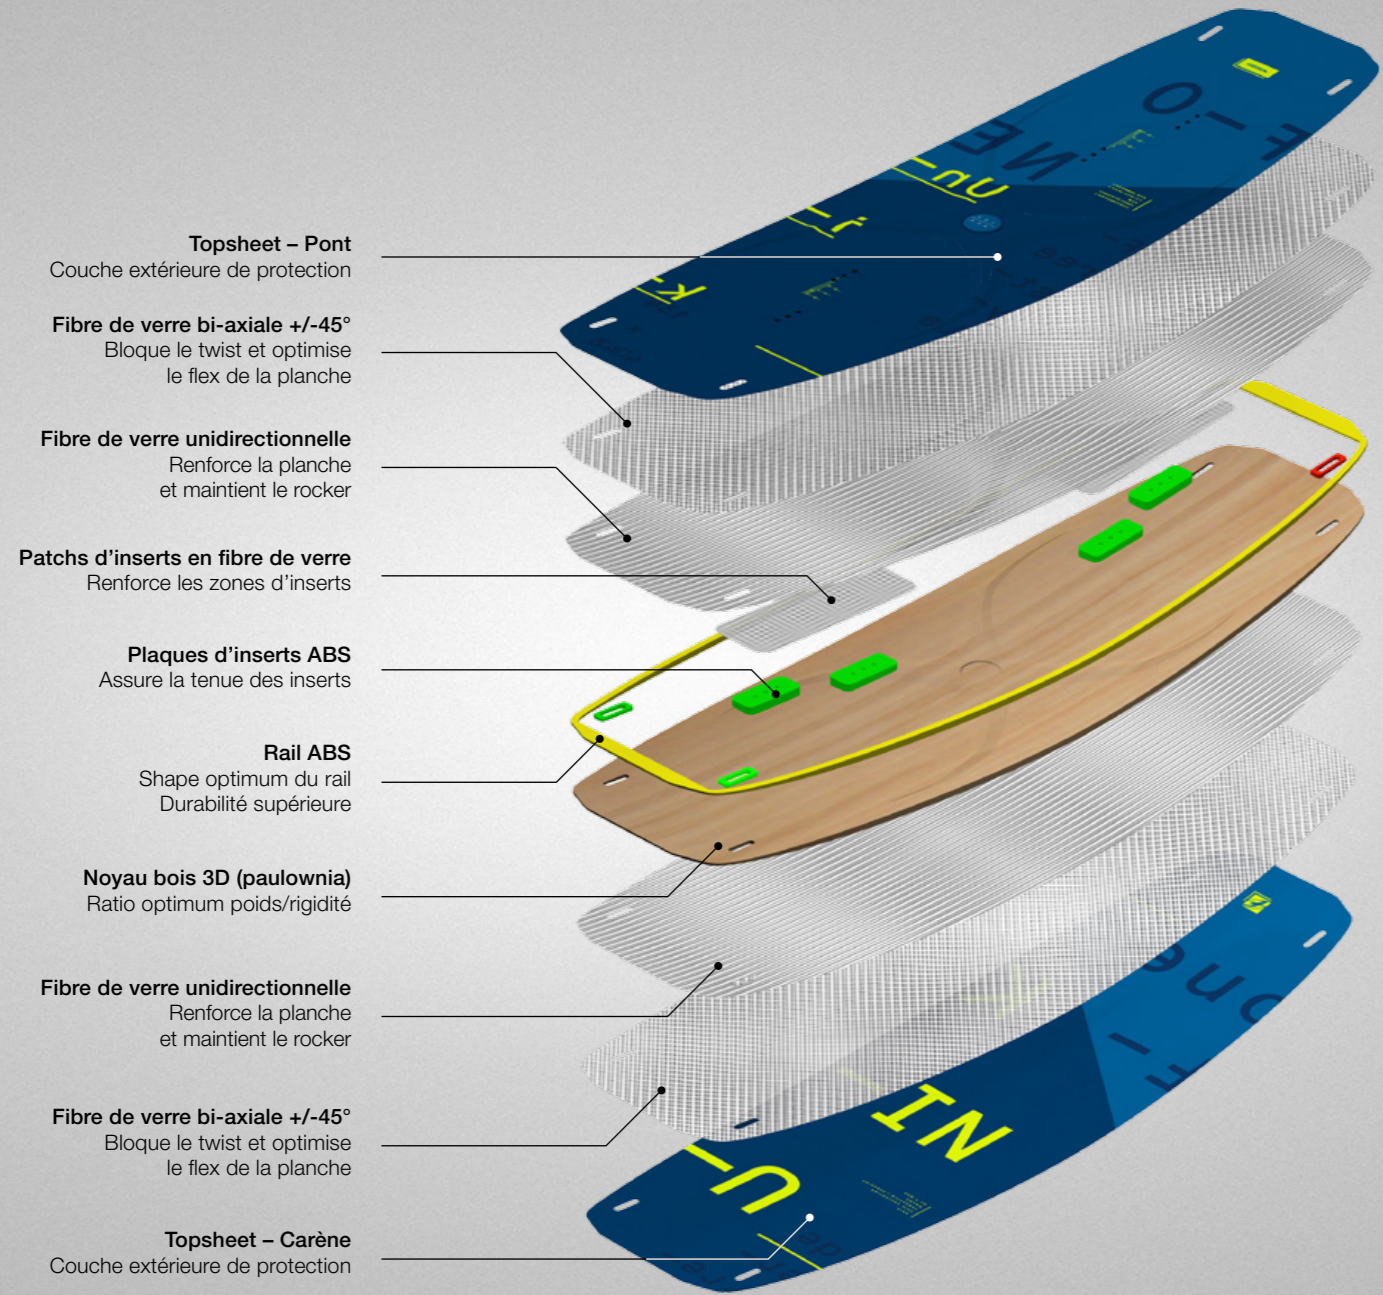 Topsheet – Pont
Couche extérieure de protection
Fibre de verre bi-axiale +/-45°
Bloque le twist et optimise
le flex de la planche
Fibre de verre unidirectionnelle
Renforce la planche
et maintient le rocker
Patchs d’inserts en fibre de verre
Renforce les zones d’inserts
Plaques d’inserts ABS
Assure la tenue des inserts
Rail ABS
Shape optimum du rail
Durabilité supérieure
Noyau bois 3D (paulownia)
Ratio optimum poids/rigidité
Fibre de verre unidirectionnelle
Renforce la planche
et maintient le rocker
Fibre de verre bi-axiale +/-45°
Bloque le twist et optimise
le flex de la planche
Topsheet – Carène
Couche extérieure de protection